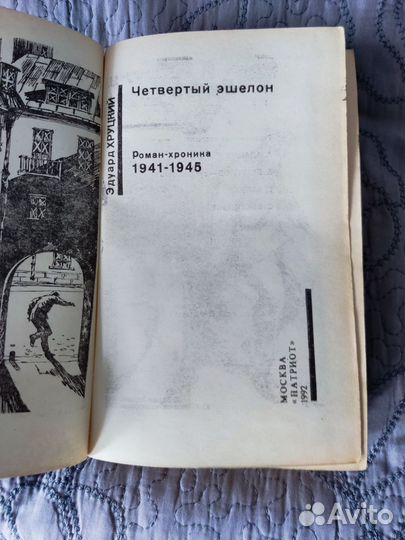 Эдуард ХРУЦКИЙ
Четвертый эшелон
Роман-хроника
1941-1945
МОСКВА
«ПАТРИОТ»
1992
Avito